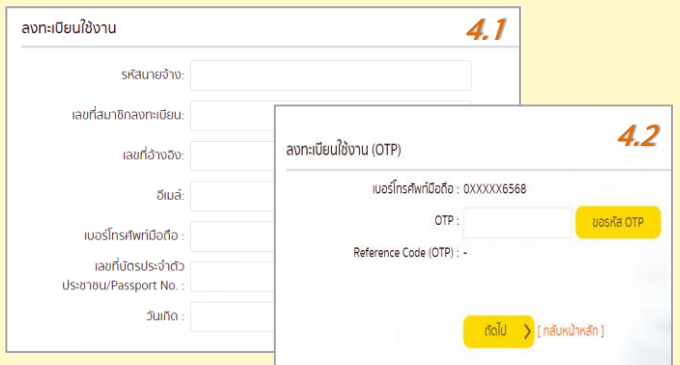 ลงทะเบียนใช้งาน
4.1
รหัสนายจ้าง:
เลขที่สมาชิกลงทะเบียน:
เลขที่อ้างอิง:
อีเมล์:
เบอร์โทรศัพท์มือถือ :
เลขที่บัตรประจำตัว
ประชาชน/Passport No. :
วันเกิด :
4.2
ลงทะเบียนใช้งาน (OTP)
เบอร์โทรศัพท์มือถือ : 0XXXXX6568
OTP : ขอรหัส OTP
Reference Code (OTP) : -
ถัดไป > [ กลับหน้าหลัก ]